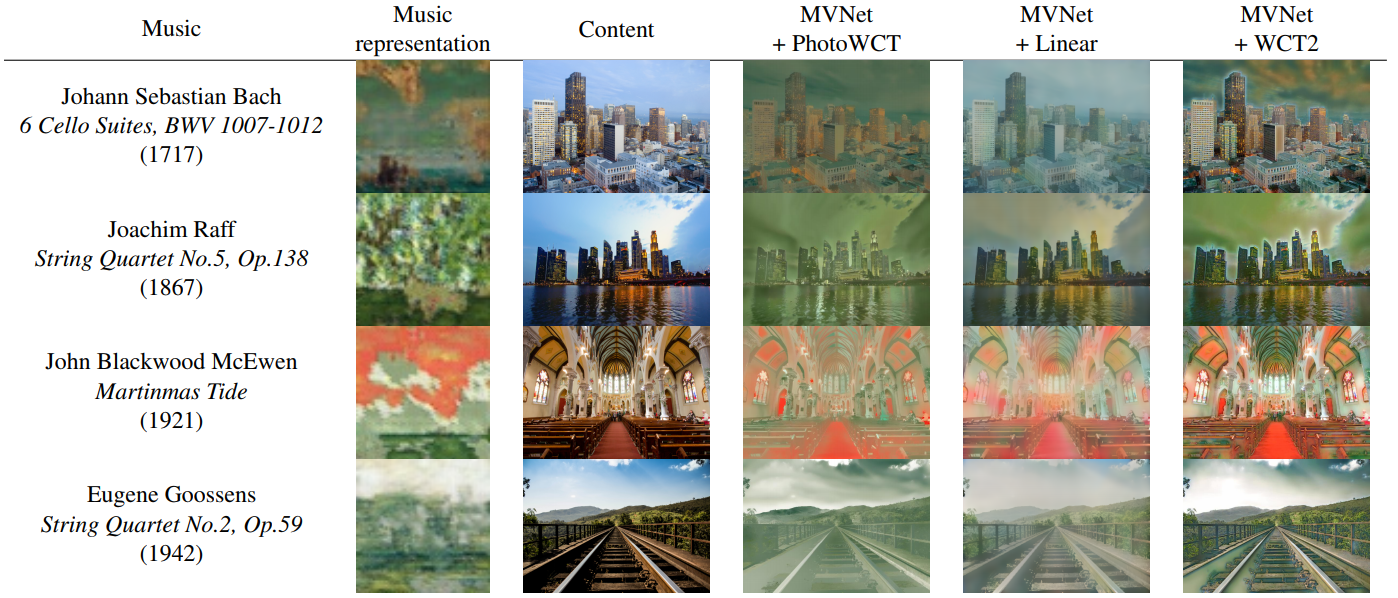 Music
Music
representation
Content
MVNet
+ PhotoWCT
MVNet
+ Linear
MVNet
+ WCT2
Johann Sebastian Bach
6 Cello Suites, BWV 1007-1012
(1717)
Joachim Raff
String Quartet No.5, Op.138
(1867)
John Blackwood McEwen
Martinmas Tide
(1921)
Eugene Goossens
String Quartet No.2, Op.59
(1942)